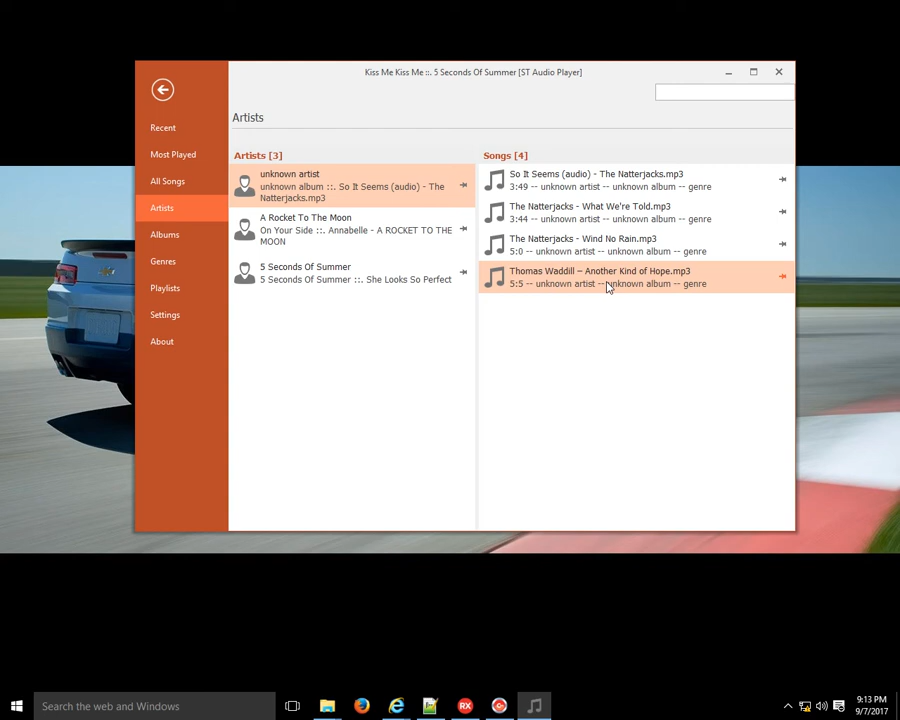 Kiss Me Kiss Me ::. 5 Seconds Of Summer [ST Audio Player]
Artists
Recent
Most Played
All Songs
Artists
Albums
Genres
Playlists
Settings
About
Artists [3]
unknown artist
unknown album ::. So It Seems (audio) - The
Natterjacks.mp3
A Rocket To The Moon
On Your Side ::. Annabelle - A ROCKET TO THE
MOON
5 Seconds Of Summer
5 Seconds Of Summer ::. She Looks So Perfect
Songs [4]
So It Seems (audio) - The Natterjacks.mp3
3:49 -- unknown artist -- unknown album -- genre
The Natterjacks - What We're Told.mp3
3:44 -- unknown artist -- unknown album -- genre
The Natterjacks - Wind No Rain.mp3
5:0 -- unknown artist -- unknown album -- genre
Thomas Waddill – Another Kind of Hope.mp3
5:5 -- unknown artist -- unknown album -- genre
Search the web and Windows
RX
9:13 PM
9/7/2017